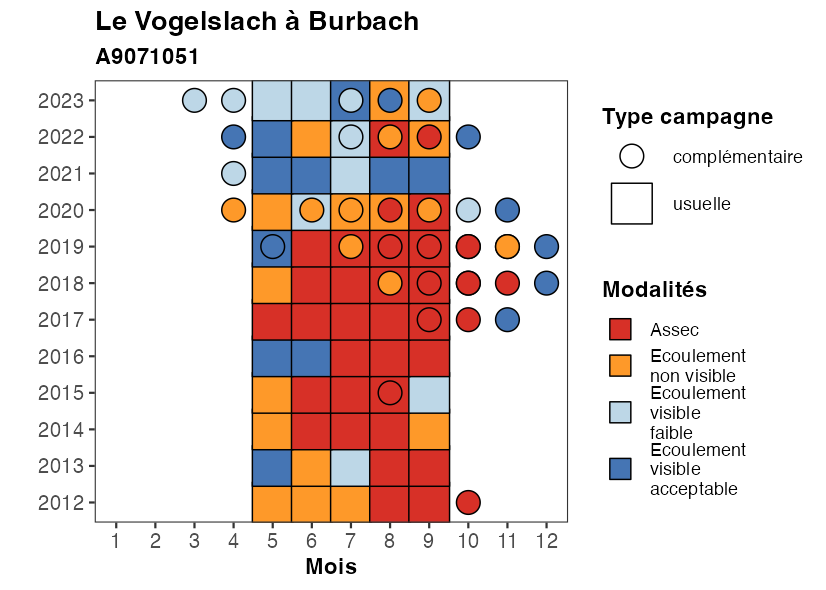 Le Vogelslach à Burbach
A9071051
2023
2022
2021
2020
2019
2018
2017
2016
2015
2014
2013
2012
1 2 3 4 5 6 7 8 9 10 11 12
Mois
Type campagne
complémentaire
usuelle
Modalités
Assec
Ecoulement
non visible
Ecoulement
visible
faible
Ecoulement
visible
acceptable